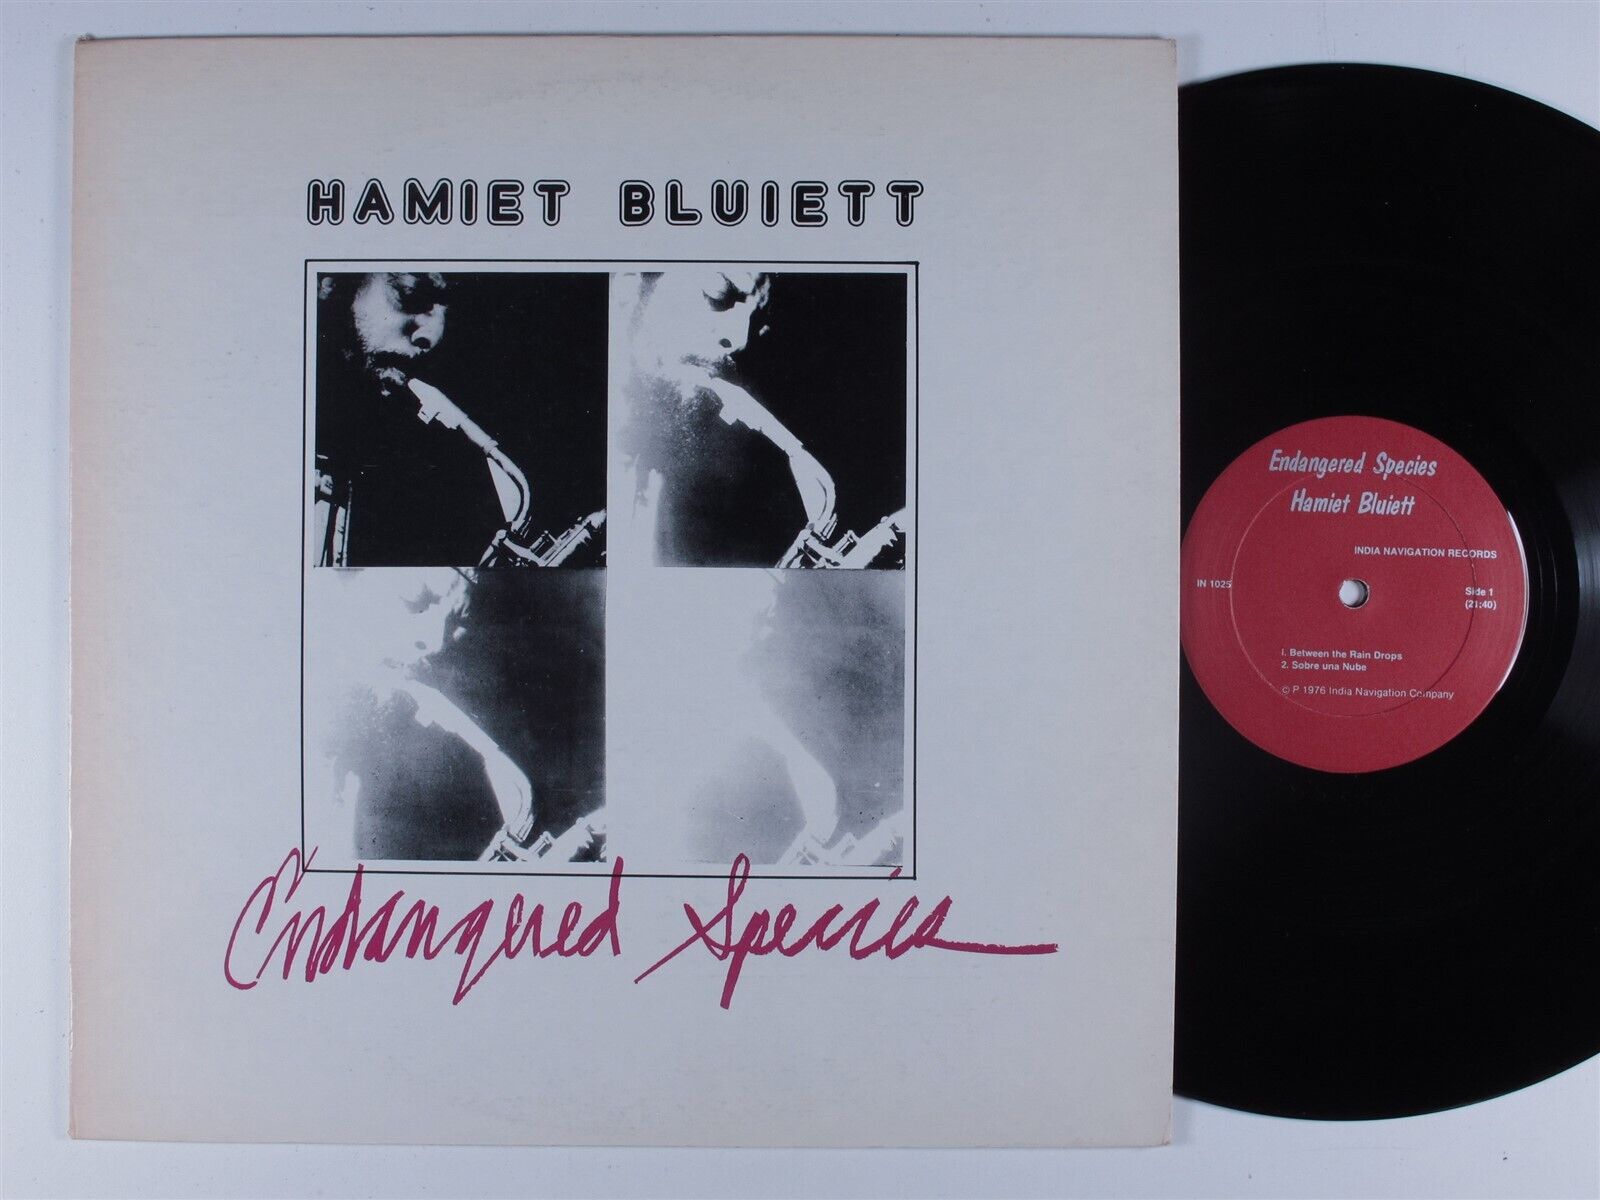 HAMIET BLUIETT
Endangered Species
Endangered Species
Hamiet Bluiett
INDIA NAVIGATION RECORDS
IN 1025
Side 1
(21:40)
1. Between the Rain Drops
2. Sobre una Nube
© P 1976 India Navigation Company